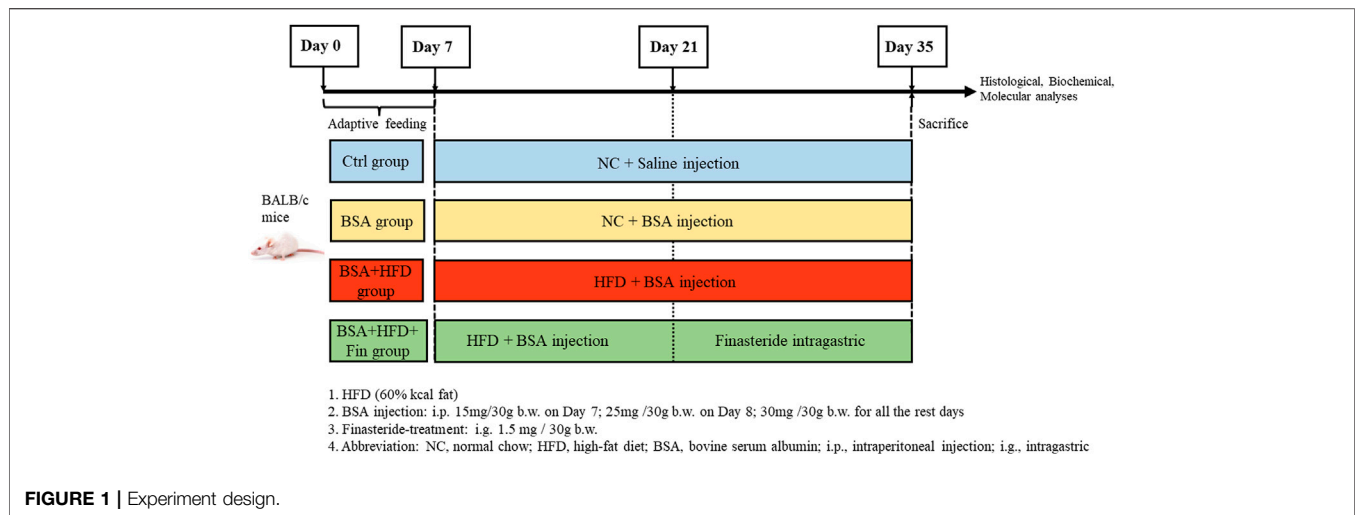 Day 0
Day 7
Day 21
Day 35
Histological, Biochemical,
Molecular analyses
Adaptive feeding
Sacrifice
BALB/c
mice
Ctrl group
NC + Saline injection
BSA group
NC + BSA injection
BSA+HFD
group
HFD + BSA injection
BSA+HFD+
Fin group
HFD + BSA injection
Finasteride intragastric
1. HFD (60% kcal fat)
2. BSA injection: i.p. 15mg/30g b.w. on Day 7; 25mg /30g b.w. on Day 8; 30mg /30g b.w. for all the rest days
3. Finasteride-treatment: i.g. 1.5 mg / 30g b.w.
4. Abbreviation: NC, normal chow; HFD, high-fat diet; BSA, bovine serum albumin; i.p., intraperitoneal injection; i.g., intragastric
FIGURE 1 | Experiment design.